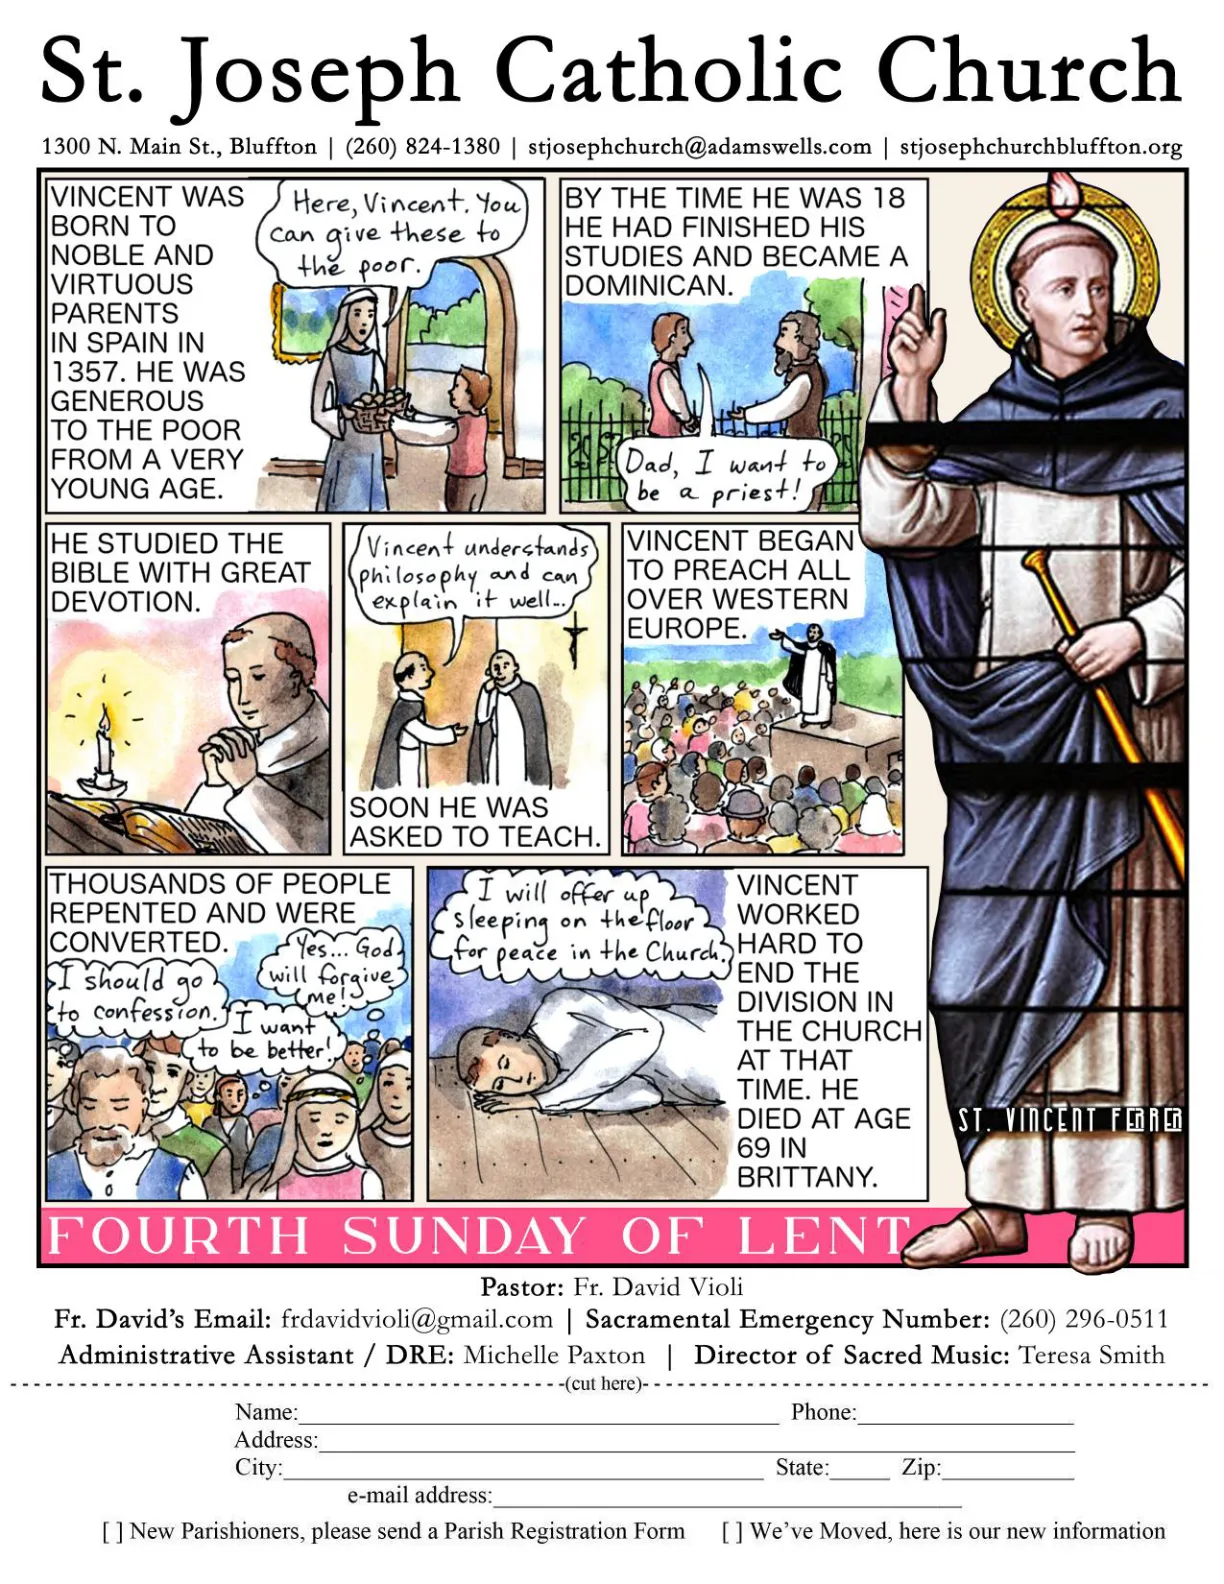 St. Joseph Catholic Church
1300 N. Main St., Bluffton | (260) 824-1380 | stjosephchurch@adamswells.com | stjosephchurchbluffton.org
VINCENT WAS
BORN TO
NOBLE AND
VIRTUOUS
PARENTS
IN SPAIN IN
1357. HE WAS
GENEROUS
TO THE POOR
FROM A VERY
YOUNG AGE.
Here, Vincent. You
can give these to
the poor.
BY THE TIME HE WAS 18
HE HAD FINISHED HIS
STUDIES AND BECAME A
DOMINICAN.
Dad, I want to
be a priest!
HE STUDIED THE
BIBLE WITH GREAT
DEVOTION.
Vincent understands
philosophy and can
explain it well...
SOON HE WAS
ASKED TO TEACH.
VINCENT BEGAN
TO PREACH ALL
OVER WESTERN
EUROPE.
THOUSANDS OF PEOPLE
REPENTED AND WERE
CONVERTED.
I should go
to confession.
Yes... God
will forgive
me!
I want
to be better!
I will offer up
sleeping on the floor
for peace in the Church.
VINCENT
WORKED
HARD TO
END THE
DIVISION IN
THE CHURCH
AT THAT
TIME. HE
DIED AT AGE
69 IN
BRITTANY.
ST. VINCENT FERRER
FOURTH SUNDAY OF LENT
Pastor: Fr. David Violi
Fr. David's Email: frdavidvioli@gmail.com | Sacramental Emergency Number: (260) 296-0511
Administrative Assistant / DRE: Michelle Paxton | Director of Sacred Music: Teresa Smith
(cut here)
Name: Phone:
Address:
City: State: Zip:
e-mail address:
[ ] New Parishioners, please send a Parish Registration Form [ ] We've Moved, here is our new information